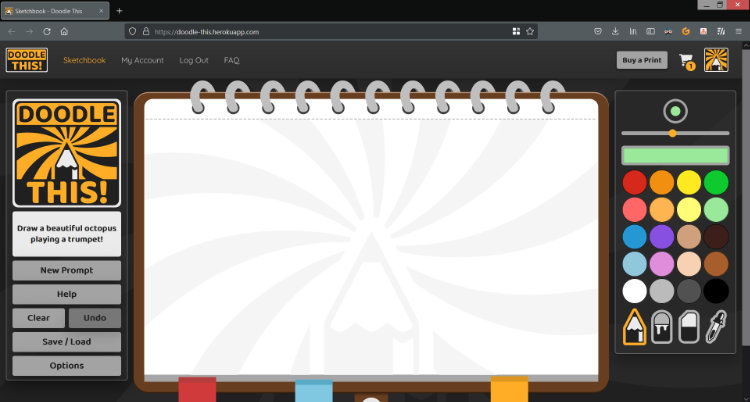 Sketchbook - Doodle This
https://doodle-this.herokuapp.com
DOODLE
THIS!
Sketchbook
My Account
Log Out
FAQ
Buy a Print
1
DOODLE
THIS!
Draw a beautiful octopus
playing a trumpet!
New Prompt
Help
Clear
Undo
Save / Load
Options